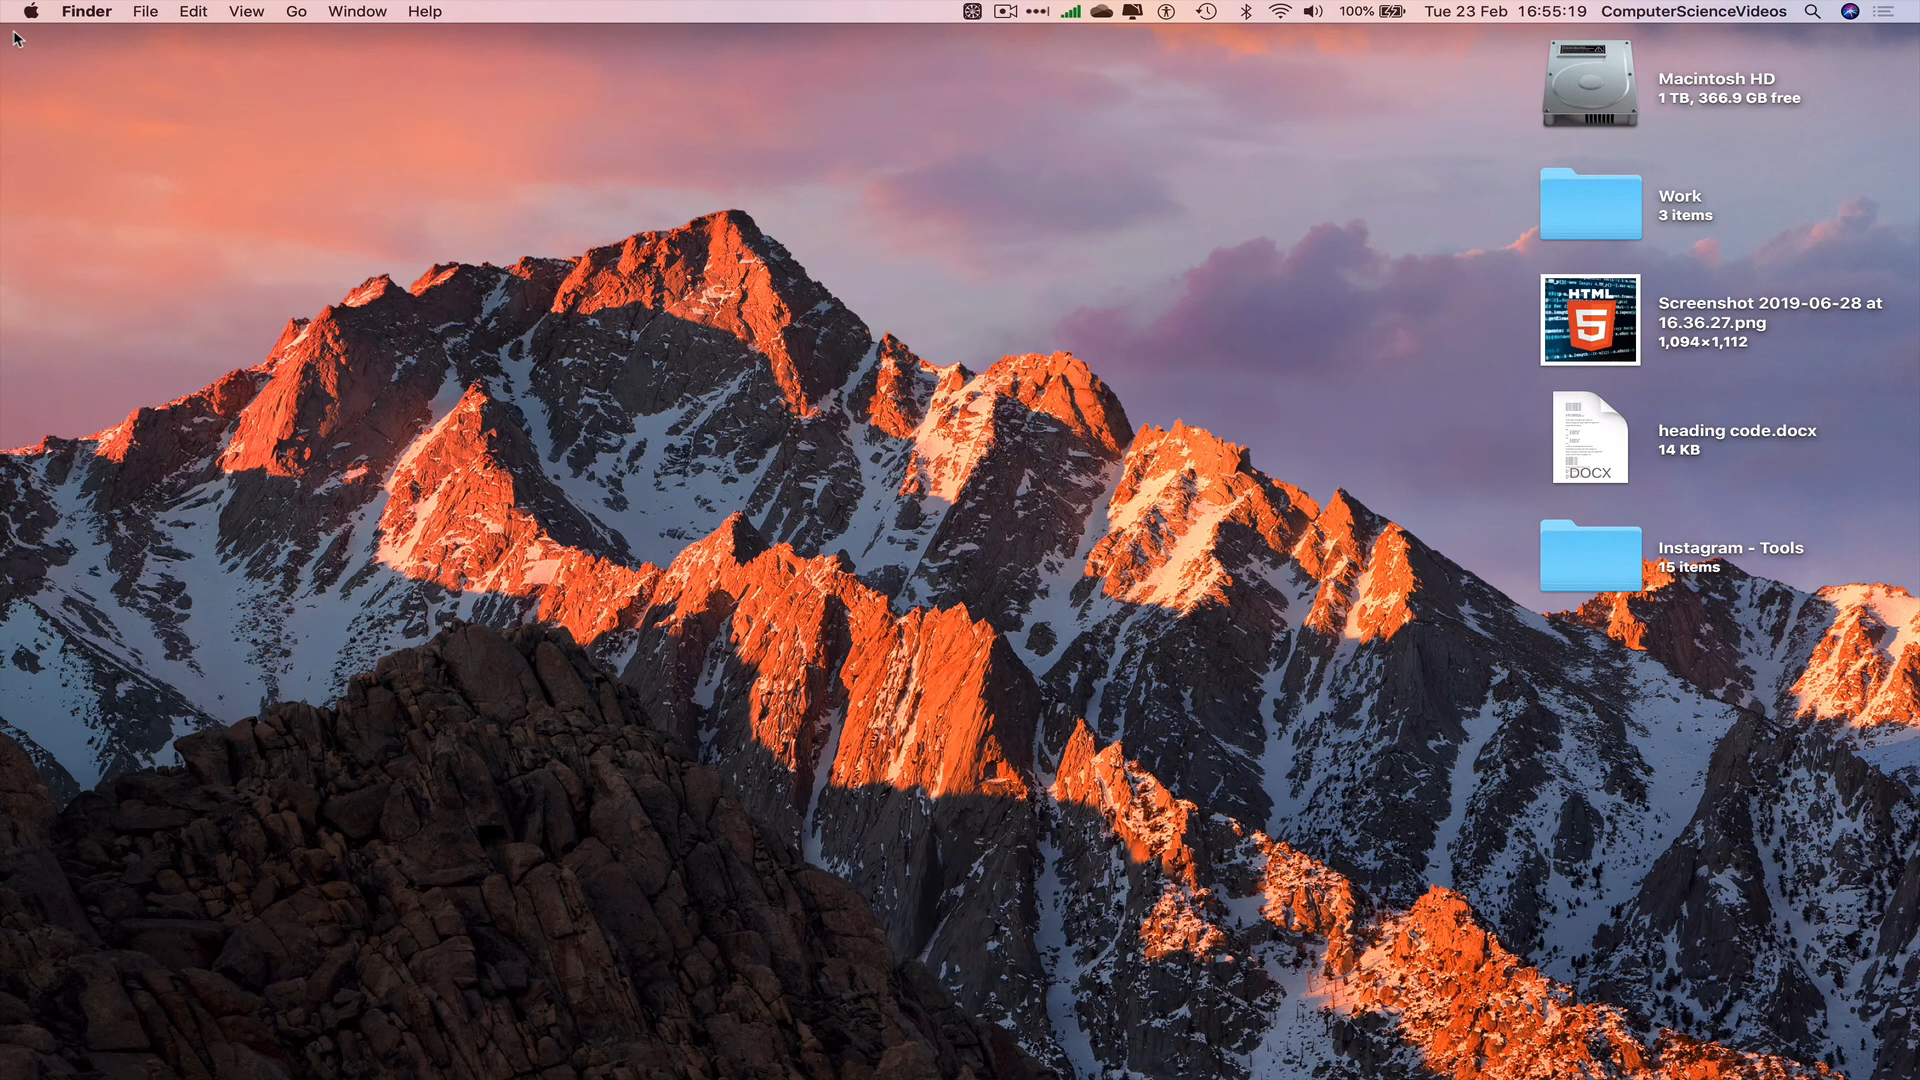 Finder File Edit View Go Window Help
100% Tue 23 Feb 16:55:19 ComputerScienceVideos
Macintosh HD
1 TB, 366.9 GB free
Work
3 items
HTML
5
Screenshot 2019-06-28 at
16.36.27.png
1,094×1,112
DOCX
heading code.docx
14 KB
Instagram - Tools
15 items